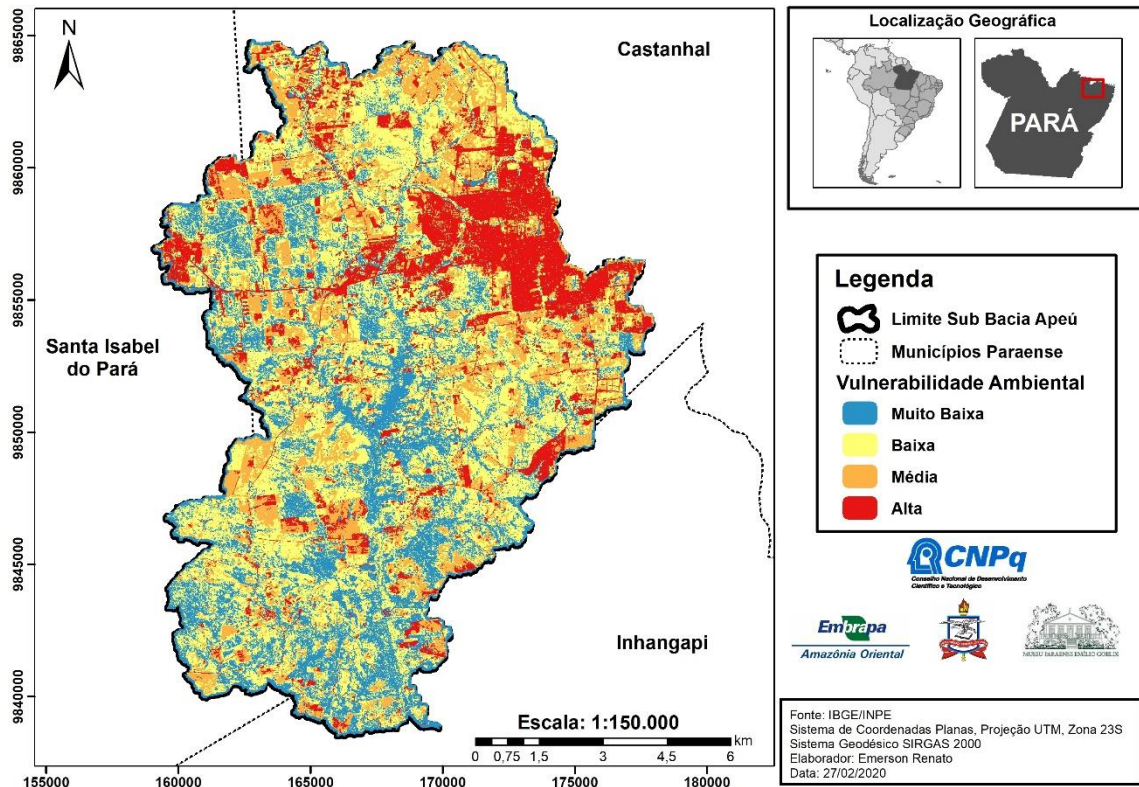 9865000
9860000
9855000
9850000
9845000
9840000
N
Castanhal
Santa Isabel
do Pará
Inhangapi
Escala: 1:150.000
km
0 0,75 1,5 3 4,5 6
155000 160000 165000 170000 175000 180000
Localização Geográfica
PARÁ
Legenda
Limite Sub Bacia Apeú
Municípios Paraense
Vulnerabilidade Ambiental
Muito Baixa
Baixa
Média
Alta
CNPq
Conselho Nacional de Desenvolvimento
Científico e Tecnológico
Embrapa
Amazônia Oriental
Fonte: IBGE/INPE
Sistema de Coordenadas Planas, Projeção UTM, Zona 23S
Sistema Geodésico SIRGAS 2000
Elaborador: Emerson Renato
Data: 27/02/2020